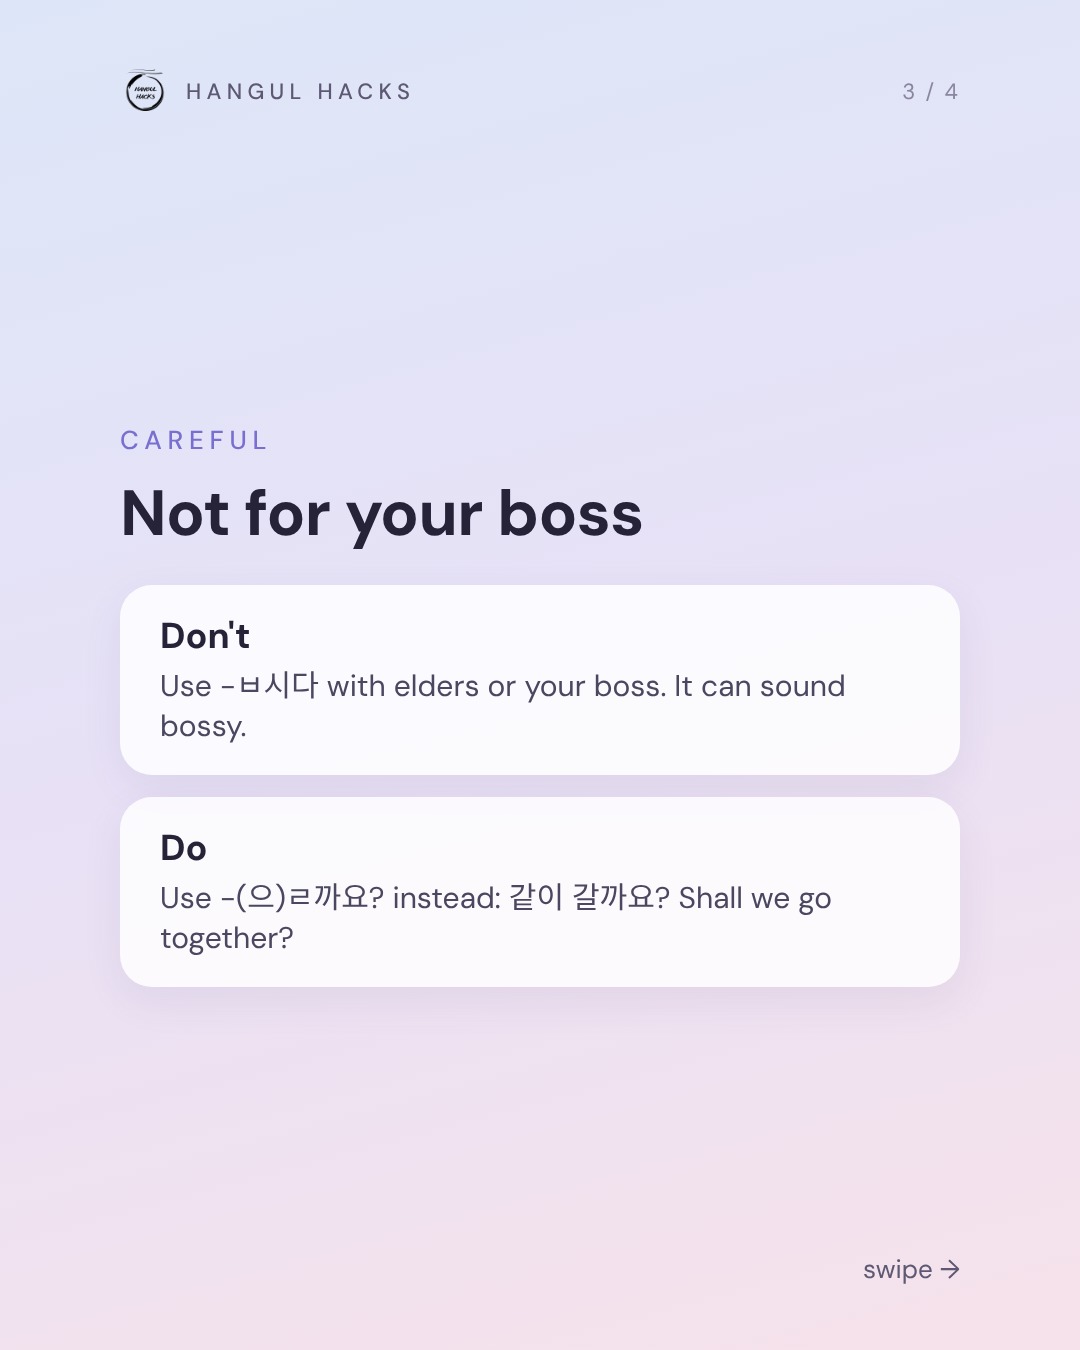 HANGUL HACKS
HANGUL HACKS
3 / 4
CAREFUL
Not for your boss
Don't
Use -ㅂ시다 with elders or your boss. It can sound
bossy.
Do
Use -(으)ㄹ까요? instead: 같이 갈까요? Shall we go
together?
swipe →